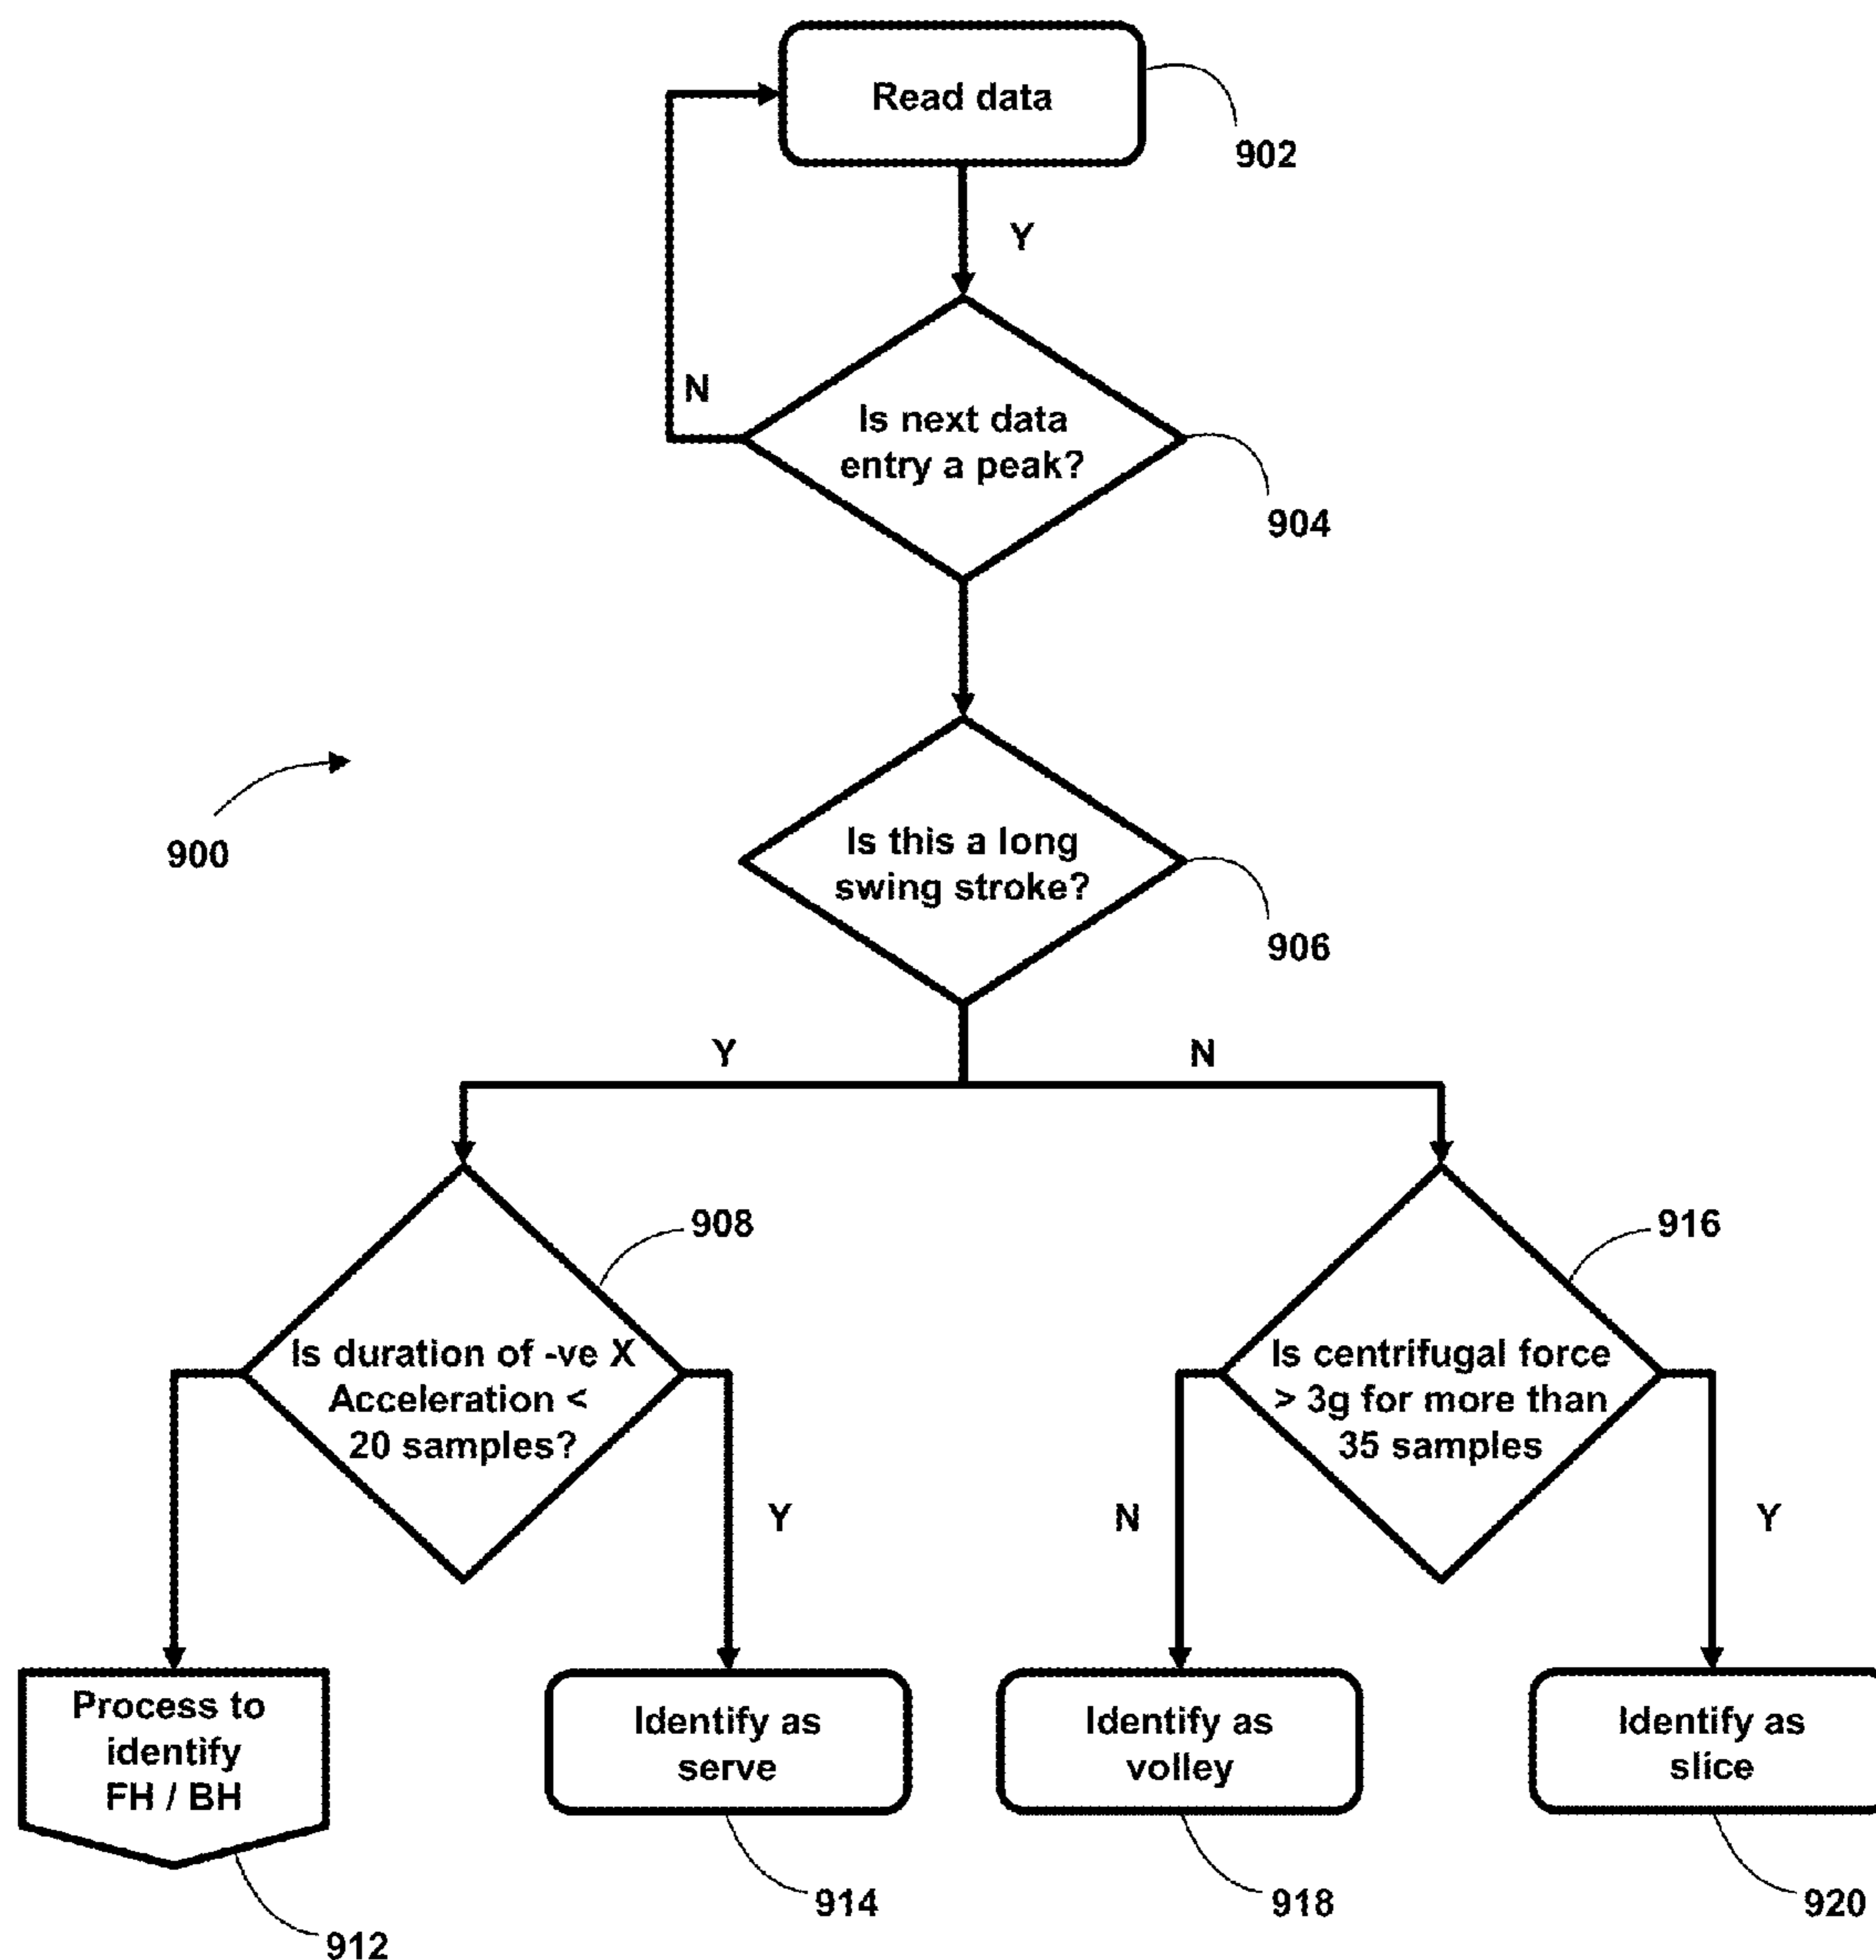 Read data
902
Y
N
Is next data
entry a peak?
904
Is this a long
swing stroke?
900
906
Y
N
908
916
Is duration of -ve X
Acceleration <
20 samples?
Is centrifugal force
> 3g for more than
35 samples
Y
N
Y
Process to
identify
FH / BH
Identify as
serve
Identify as
volley
Identify as
slice
912
914
918
920